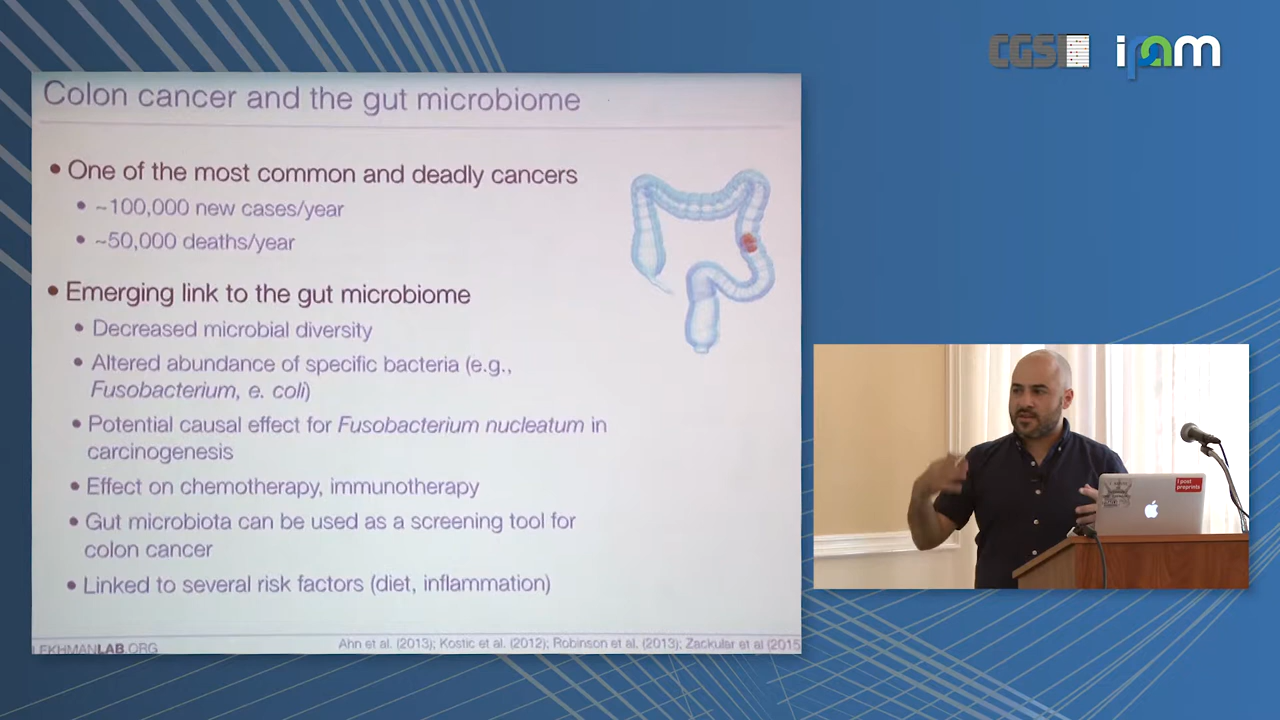 CGSI
ipam
Colon cancer and the gut microbiome
• One of the most common and deadly cancers
• ~100,000 new cases/year
• ~50,000 deaths/year
• Emerging link to the gut microbiome
• Decreased microbial diversity
• Altered abundance of specific bacteria (e.g.,
Fusobacterium, e. coli)
• Potential causal effect for Fusobacterium nucleatum in
carcinogenesis
• Effect on chemotherapy, immunotherapy
• Gut microbiota can be used as a screening tool for
colon cancer
• Linked to several risk factors (diet, inflammation)
LEKHMANLAB.ORG
Ahn et al. (2013); Kostic et al. (2012); Robinson et al. (2013); Zackular et al (2015
I post
preprints